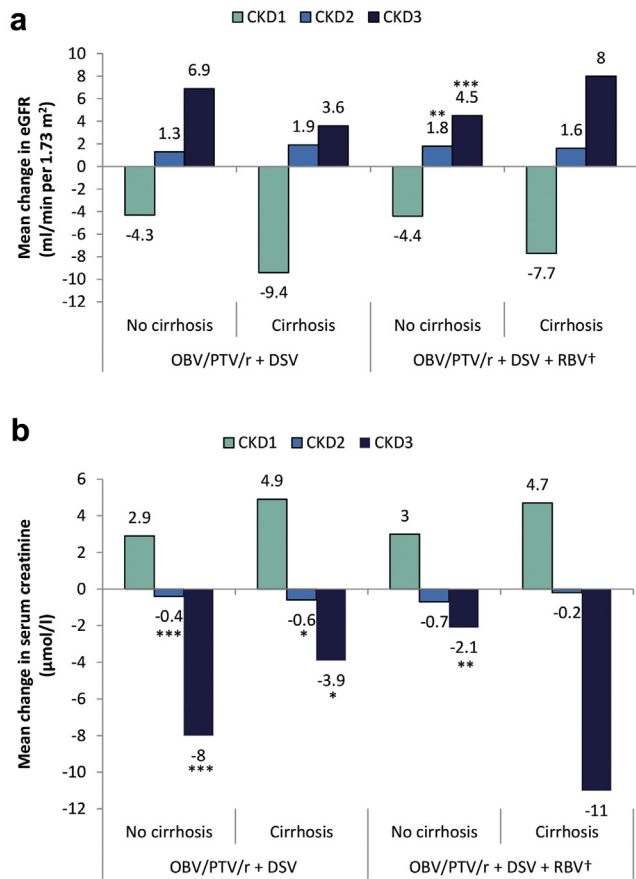 a
CKD1 CKD2 CKD3
Mean change in eGFR
(ml/min per 1.73 m²)
10
8
6
4
2
0
-2
-4
-6
-8
-10
-12
-4.3 1.3 6.9
-9.4 1.9 3.6
-4.4 ** 1.8 *** 4.5
-7.7 1.6 8
No cirrhosis Cirrhosis No cirrhosis Cirrhosis
OBV/PTV/r + DSV OBV/PTV/r + DSV + RBV†
b
CKD1 CKD2 CKD3
Mean change in serum creatinine
(µmol/l)
6
4
2
0
-2
-4
-6
-8
-10
-12
2.9 -0.4 *** -8 ***
4.9 -0.6 * -3.9 *
3 -0.7 -2.1 **
4.7 -0.2 -11
No cirrhosis Cirrhosis No cirrhosis Cirrhosis
OBV/PTV/r + DSV OBV/PTV/r + DSV + RBV†